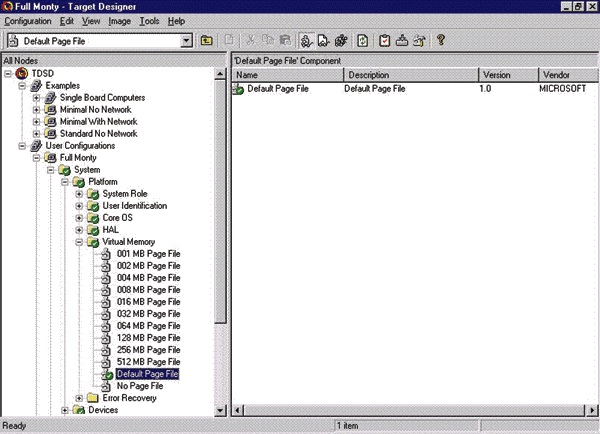 Full Monty - Target Designer
Configuration Edit View Image Tools Help
Default Page File
All Nodes
TDSD
Examples
Single Board Computers
Minimal No Network
Minimal With Network
Standard No Network
User Configurations
Full Monty
System
Platform
System Role
User Identification
Core OS
HAL
Virtual Memory
001 MB Page File
002 MB Page File
004 MB Page File
008 MB Page File
016 MB Page File
032 MB Page File
064 MB Page File
128 MB Page File
256 MB Page File
512 MB Page File
Default Page File
No Page File
Error Recovery
Devices
'Default Page File' Component
Name Description Version Vendor
Default Page File Default Page File 1.0 MICROSOFT
Ready 1 item